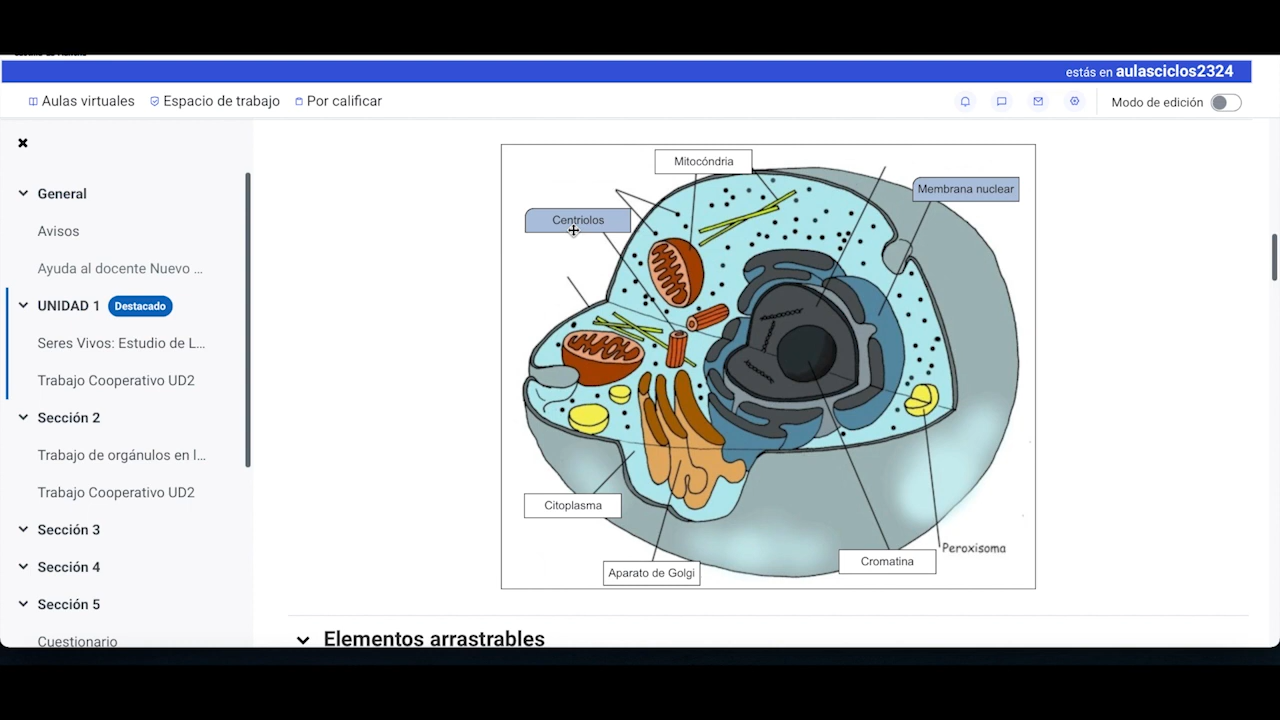 estás en aulasciclos2324
Aulas virtuales Espacio de trabajo Por calificar Modo de edición
General
Avisos
Ayuda al docente Nuevo ...
UNIDAD 1 Destacado
Seres Vivos: Estudio de L...
Trabajo Cooperativo UD2
Sección 2
Trabajo de orgánulos en l...
Trabajo Cooperativo UD2
Sección 3
Sección 4
Sección 5
Cuestionario
Mitocóndria
Membrana nuclear
Centriolos
Citoplasma
Peroxisoma
Cromatina
Aparato de Golgi
Elementos arrastrables